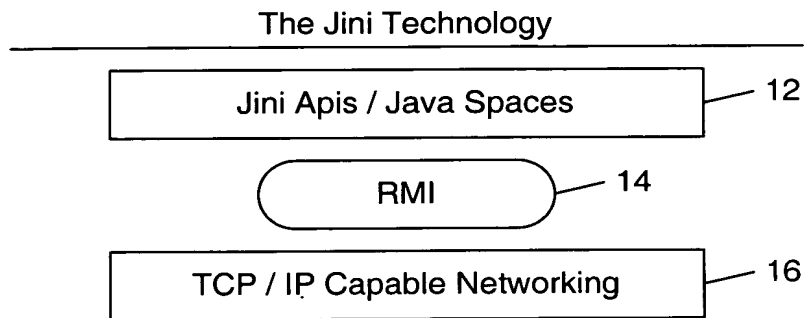 The Jini Technology
Jini Apis / Java Spaces
12
RMI
14
TCP / IP Capable Networking
16